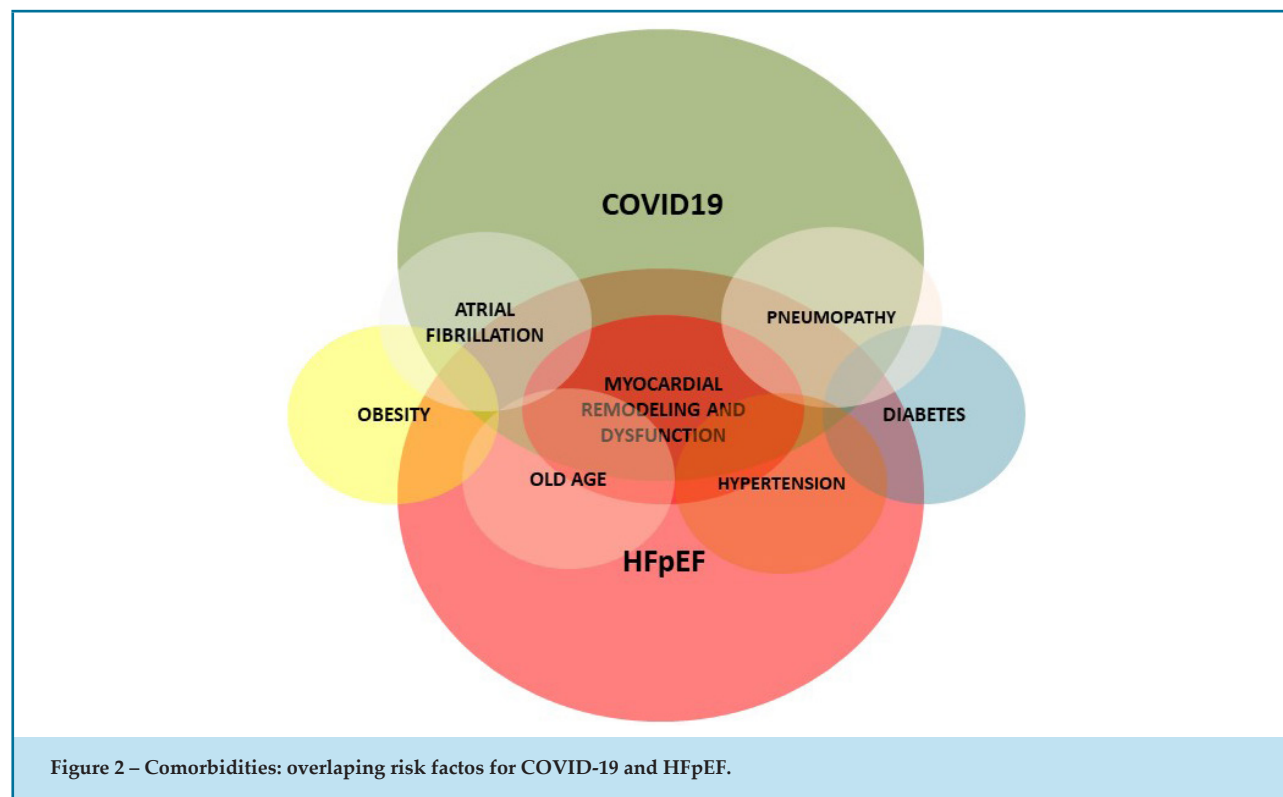 COVID19
ATRIAL
FIBRILLATION
PNEUMOPATHY
MYOCARDIAL
REMODELING AND
DYSFUNCTION
OBESITY
DIABETES
OLD AGE
HYPERTENSION
HFpEF
Figure 2 – Comorbidities: overlaping risk factos for COVID-19 and HFpEF.